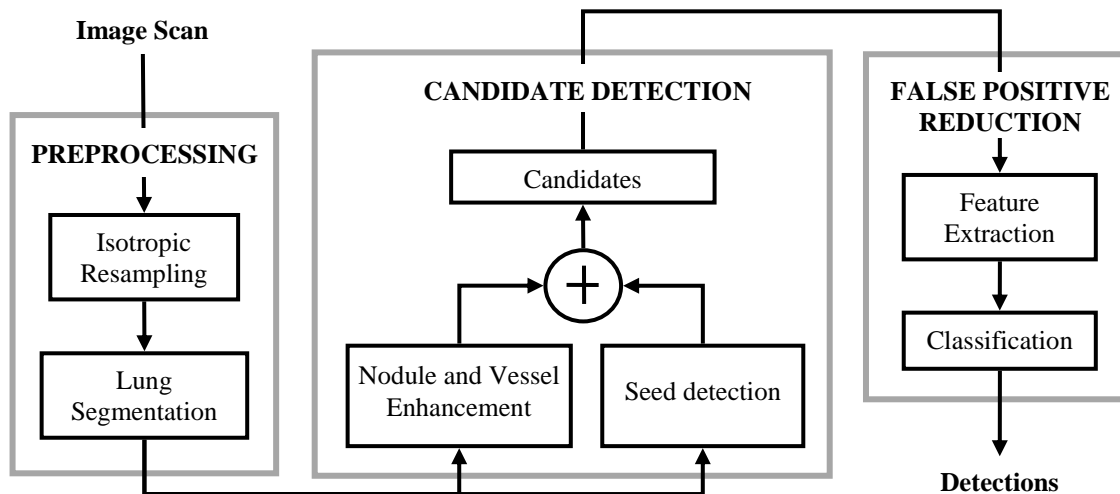 Image Scan
PREPROCESSING
Isotropic
Resampling
Lung
Segmentation
CANDIDATE DETECTION
Candidates
+
Nodule and Vessel
Enhancement
Seed detection
FALSE POSITIVE
REDUCTION
Feature
Extraction
Classification
Detections